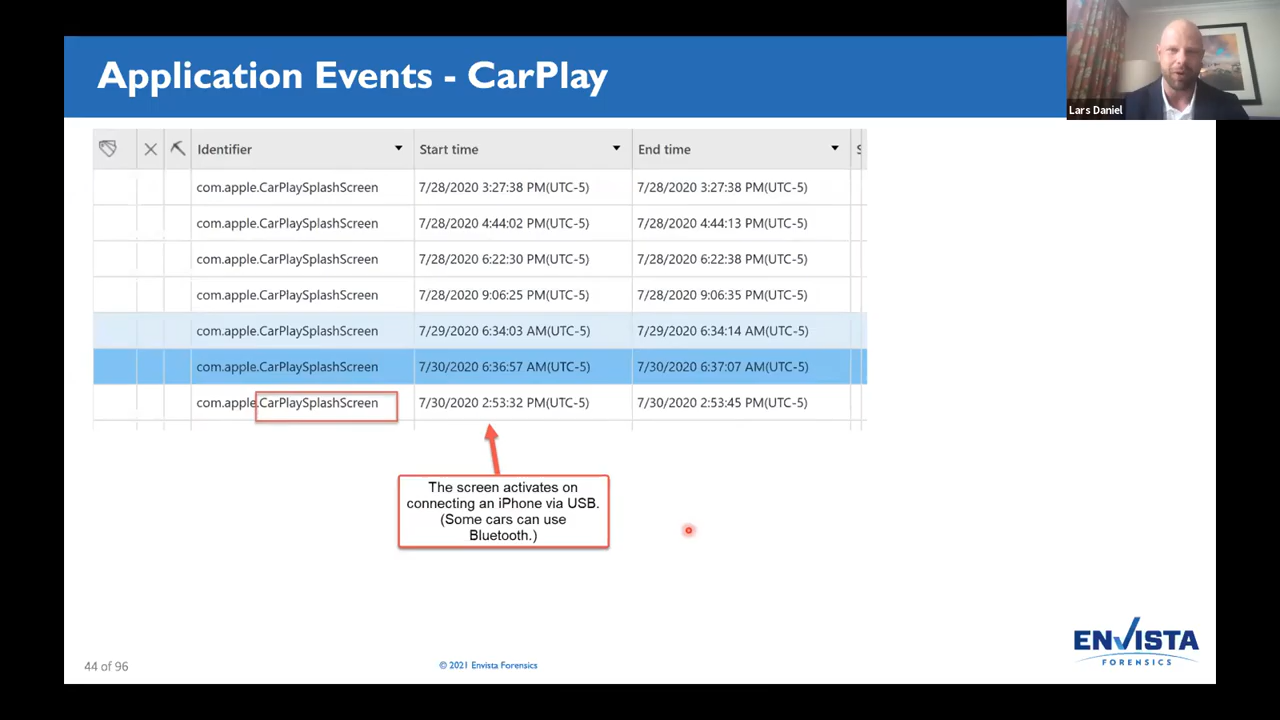 Application Events - CarPlay
Lars Daniel
Identifier Start time End time
com.apple.CarPlaySplashScreen 7/28/2020 3:27:38 PM(UTC-5) 7/28/2020 3:27:38 PM(UTC-5)
com.apple.CarPlaySplashScreen 7/28/2020 4:44:02 PM(UTC-5) 7/28/2020 4:44:13 PM(UTC-5)
com.apple.CarPlaySplashScreen 7/28/2020 6:22:30 PM(UTC-5) 7/28/2020 6:22:38 PM(UTC-5)
com.apple.CarPlaySplashScreen 7/28/2020 9:06:25 PM(UTC-5) 7/28/2020 9:06:35 PM(UTC-5)
com.apple.CarPlaySplashScreen 7/29/2020 6:34:03 AM(UTC-5) 7/29/2020 6:34:14 AM(UTC-5)
com.apple.CarPlaySplashScreen 7/30/2020 6:36:57 AM(UTC-5) 7/30/2020 6:37:07 AM(UTC-5)
com.apple.CarPlaySplashScreen 7/30/2020 2:53:32 PM(UTC-5) 7/30/2020 2:53:45 PM(UTC-5)
The screen activates on
connecting an iPhone via USB.
(Some cars can use
Bluetooth.)
ENVISTA
FORENSICS
44 of 96
© 2021 Envista Forensics